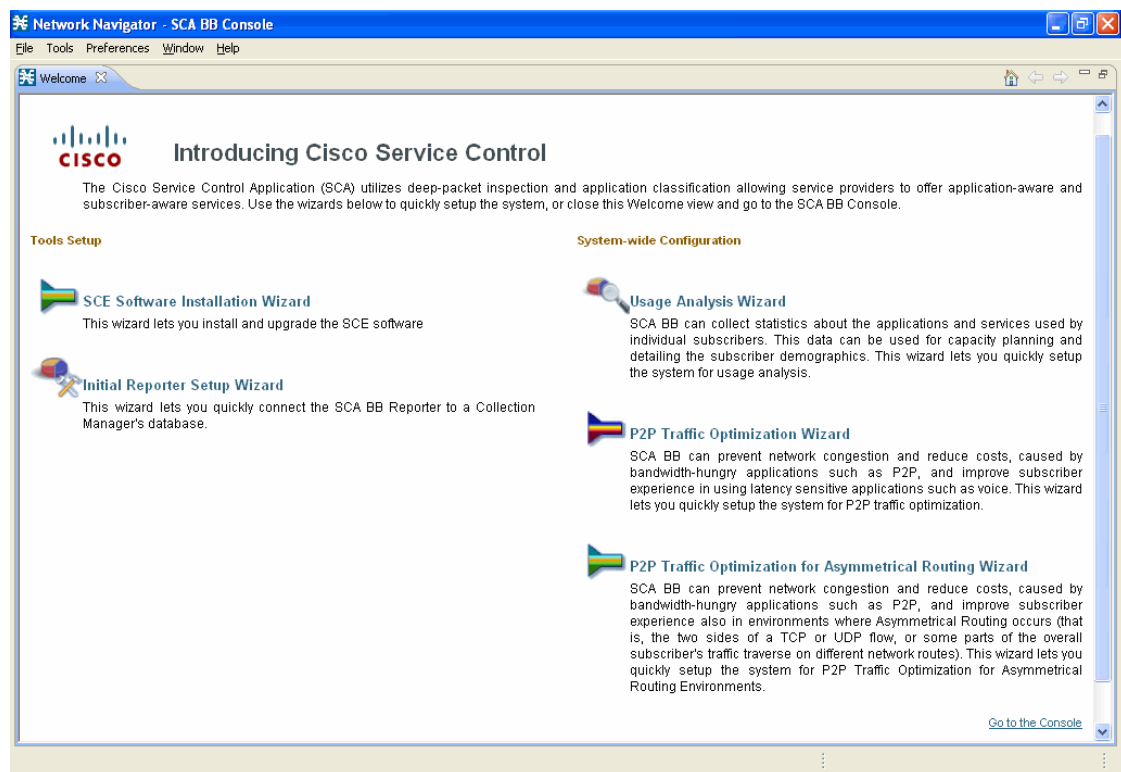 Network Navigator - SCA BB Console
File Tools Preferences Window Help
Welcome
CISCO
Introducing Cisco Service Control
The Cisco Service Control Application (SCA) utilizes deep-packet inspection and application classification allowing service providers to offer application-aware and
subscriber-aware services. Use the wizards below to quickly setup the system, or close this Welcome view and go to the SCA BB Console.
Tools Setup
SCE Software Installation Wizard
This wizard lets you install and upgrade the SCE software
Initial Reporter Setup Wizard
This wizard lets you quickly connect the SCA BB Reporter to a Collection
Manager's database.
System-wide Configuration
Usage Analysis Wizard
SCA BB can collect statistics about the applications and services used by
individual subscribers. This data can be used for capacity planning and
detailing the subscriber demographics. This wizard lets you quickly setup
the system for usage analysis.
P2P Traffic Optimization Wizard
SCA BB can prevent network congestion and reduce costs, caused by
bandwidth-hungry applications such as P2P, and improve subscriber
experience in using latency sensitive applications such as voice. This wizard
lets you quickly setup the system for P2P traffic optimization.
P2P Traffic Optimization for Asymmetrical Routing Wizard
SCA BB can prevent network congestion and reduce costs, caused by
bandwidth-hungry applications such as P2P, and improve subscriber
experience also in environments where Asymmetrical Routing occurs (that
is, the two sides of a TCP or UDP flow, or some parts of the overall
subscriber's traffic traverse on different network routes). This wizard lets you
quickly setup the system for P2P Traffic Optimization for Asymmetrical
Routing Environments.
Go to the Console